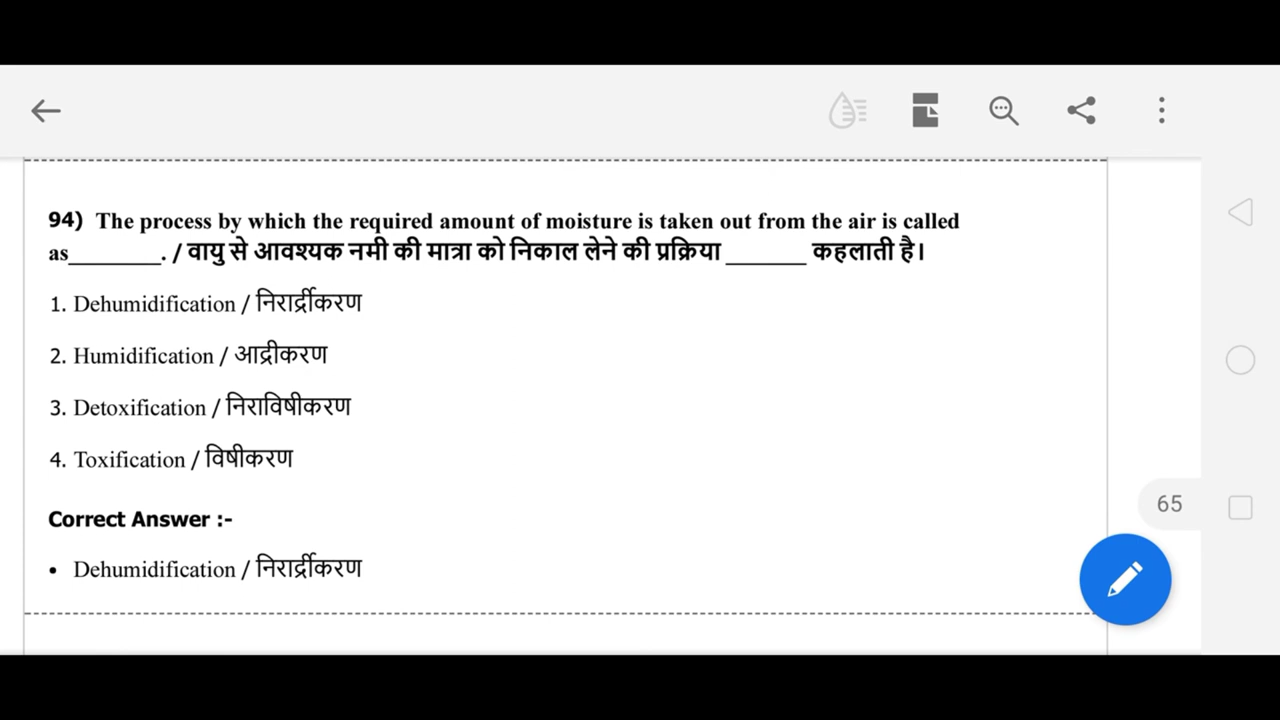 94) The process by which the required amount of moisture is taken out from the air is called
as________. / वायु से आवश्यक नमी की मात्रा को निकाल लेने की प्रक्रिया _______ कहलाती है।
1. Dehumidification / निरार्द्रीकरण
2. Humidification / आद्रीकरण
3. Detoxification / निराविषीकरण
4. Toxification / विषीकरण
Correct Answer :-
• Dehumidification / निरार्द्रीकरण
65